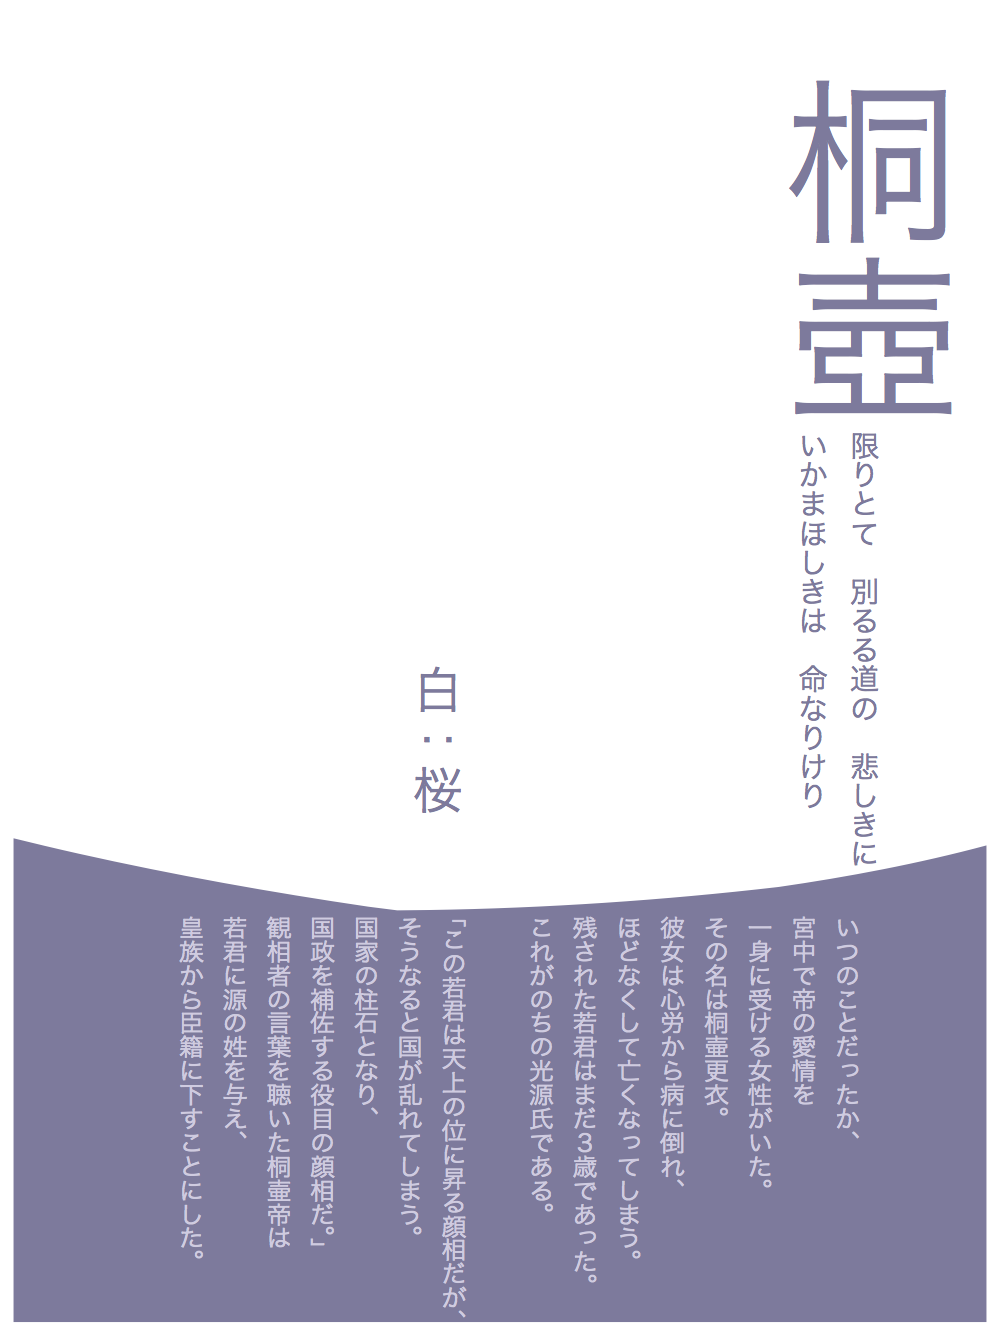 桐壺
限りとて　別るる道の　悲しきに
いかまほしきは　命なりけり
白：桜
いつのことだったか、
宮中で帝の愛情を
一身に受ける女性がいた。
その名は桐壷更衣。
彼女は心労から病に倒れ、
ほどなくして亡くなってしまう。
残された若君はまだ3歳であった。
これがのちの光源氏である。
「この若君は天上の位に昇る顔相だが、
そうなると国が乱れてしまう。
国家の柱石となり、
国政を補佐する役目の顔相だ。」
観相者の言葉を聴いた桐壷帝は
若君に源の姓を与え、
皇族から臣籍に下すことにした。